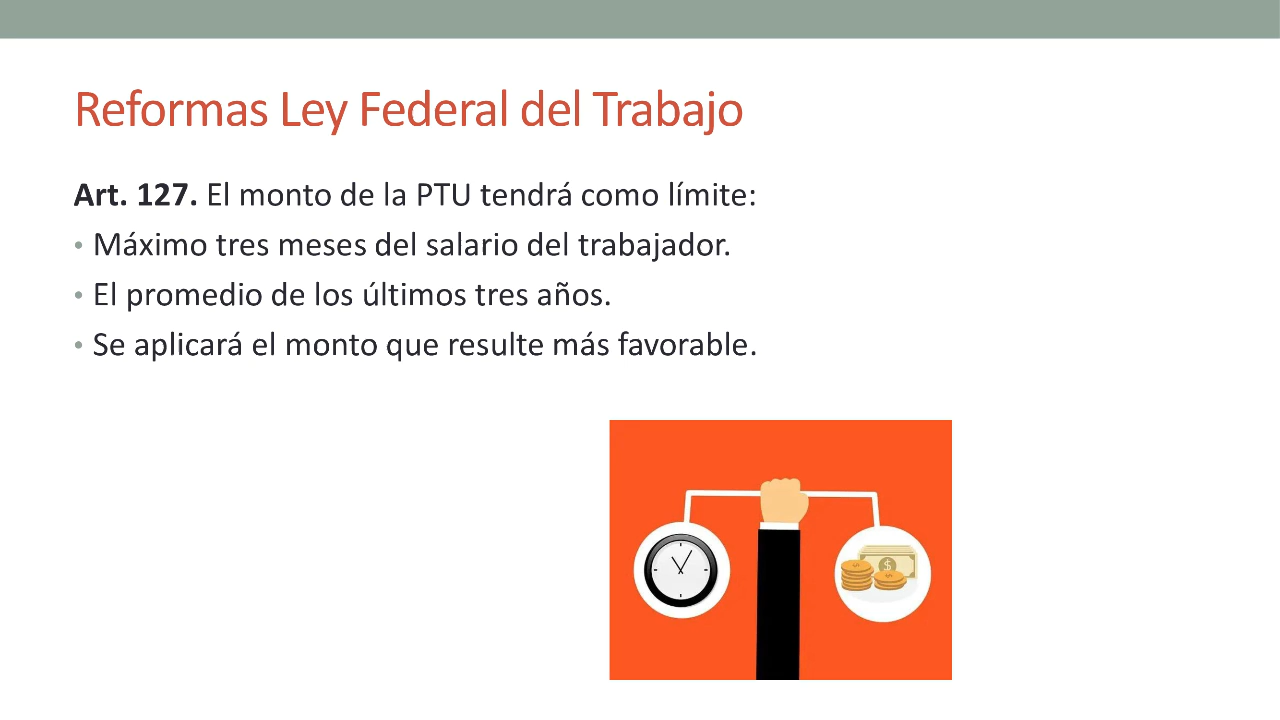 Reformas Ley Federal del Trabajo
Art. 127. El monto de la PTU tendrá como límite:
• Máximo tres meses del salario del trabajador.
• El promedio de los últimos tres años.
• Se aplicará el monto que resulte más favorable.
$